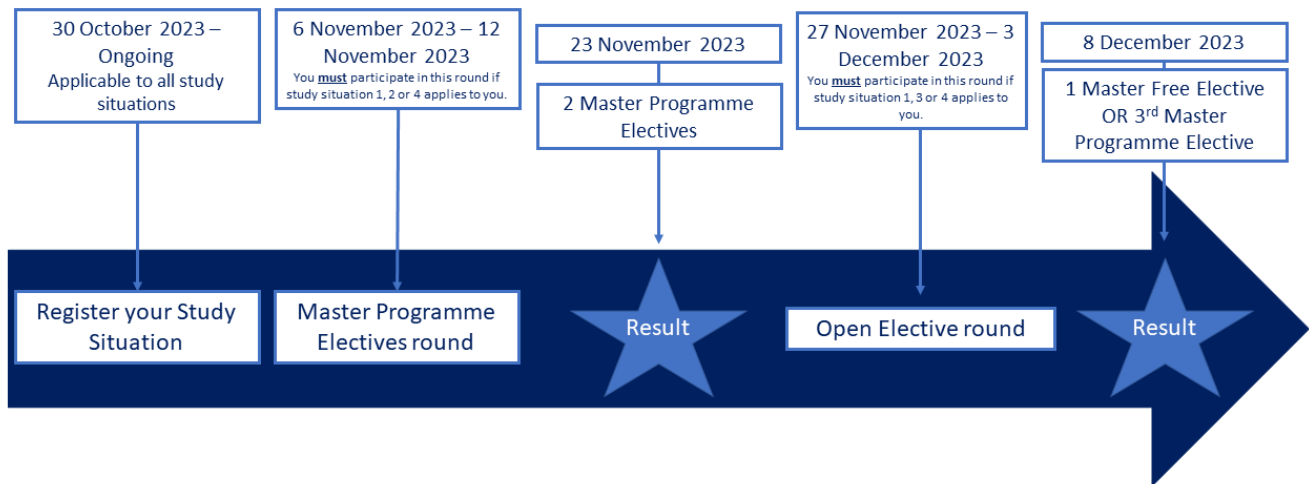 30 October 2023 –
Ongoing
Applicable to all study
situations
6 November 2023 – 12
November 2023
You must participate in this round if
study situation 1, 2 or 4 applies to you.
23 November 2023
2 Master Programme
Electives
27 November 2023 – 3
December 2023
You must participate in this round if
study situation 1, 3 or 4 applies to
you.
8 December 2023
1 Master Free Elective
OR 3rd Master
Programme Elective
Register your Study
Situation
Master Programme
Electives round
Result
Open Elective round
Result